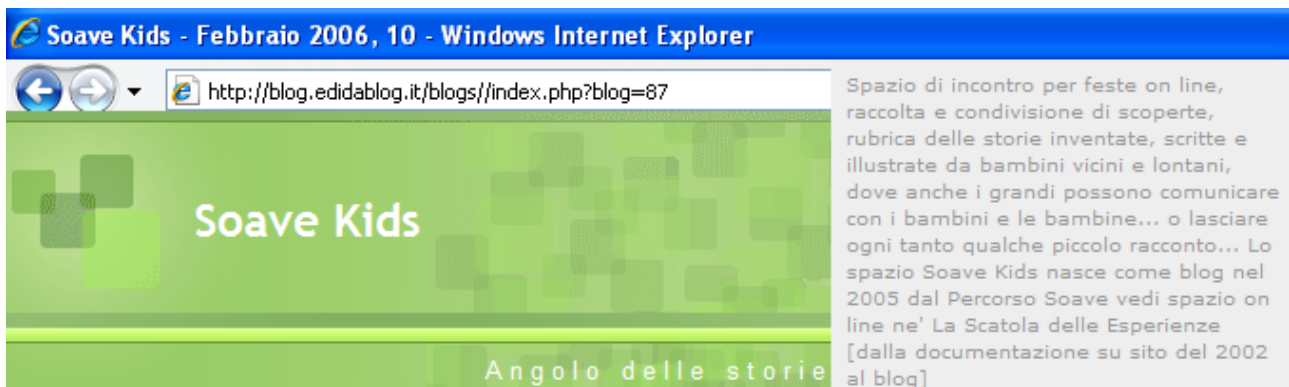 Soave Kids - Febbraio 2006, 10 - Windows Internet Explorer
http://blog.edidablog.it/blogs//index.php?blog=87
Soave Kids
Angolo delle storie
Spazio di incontro per feste on line,
raccolta e condivisione di scoperte,
rubrica delle storie inventate, scritte e
illustrate da bambini vicini e lontani,
dove anche i grandi possono comunicare
con i bambini e le bambine... o lasciare
ogni tanto qualche piccolo racconto... Lo
spazio Soave Kids nasce come blog nel
2005 dal Percorso Soave vedi spazio on
line ne' La Scatola delle Esperienze
[dalla documentazione su sito del 2002
al blog]